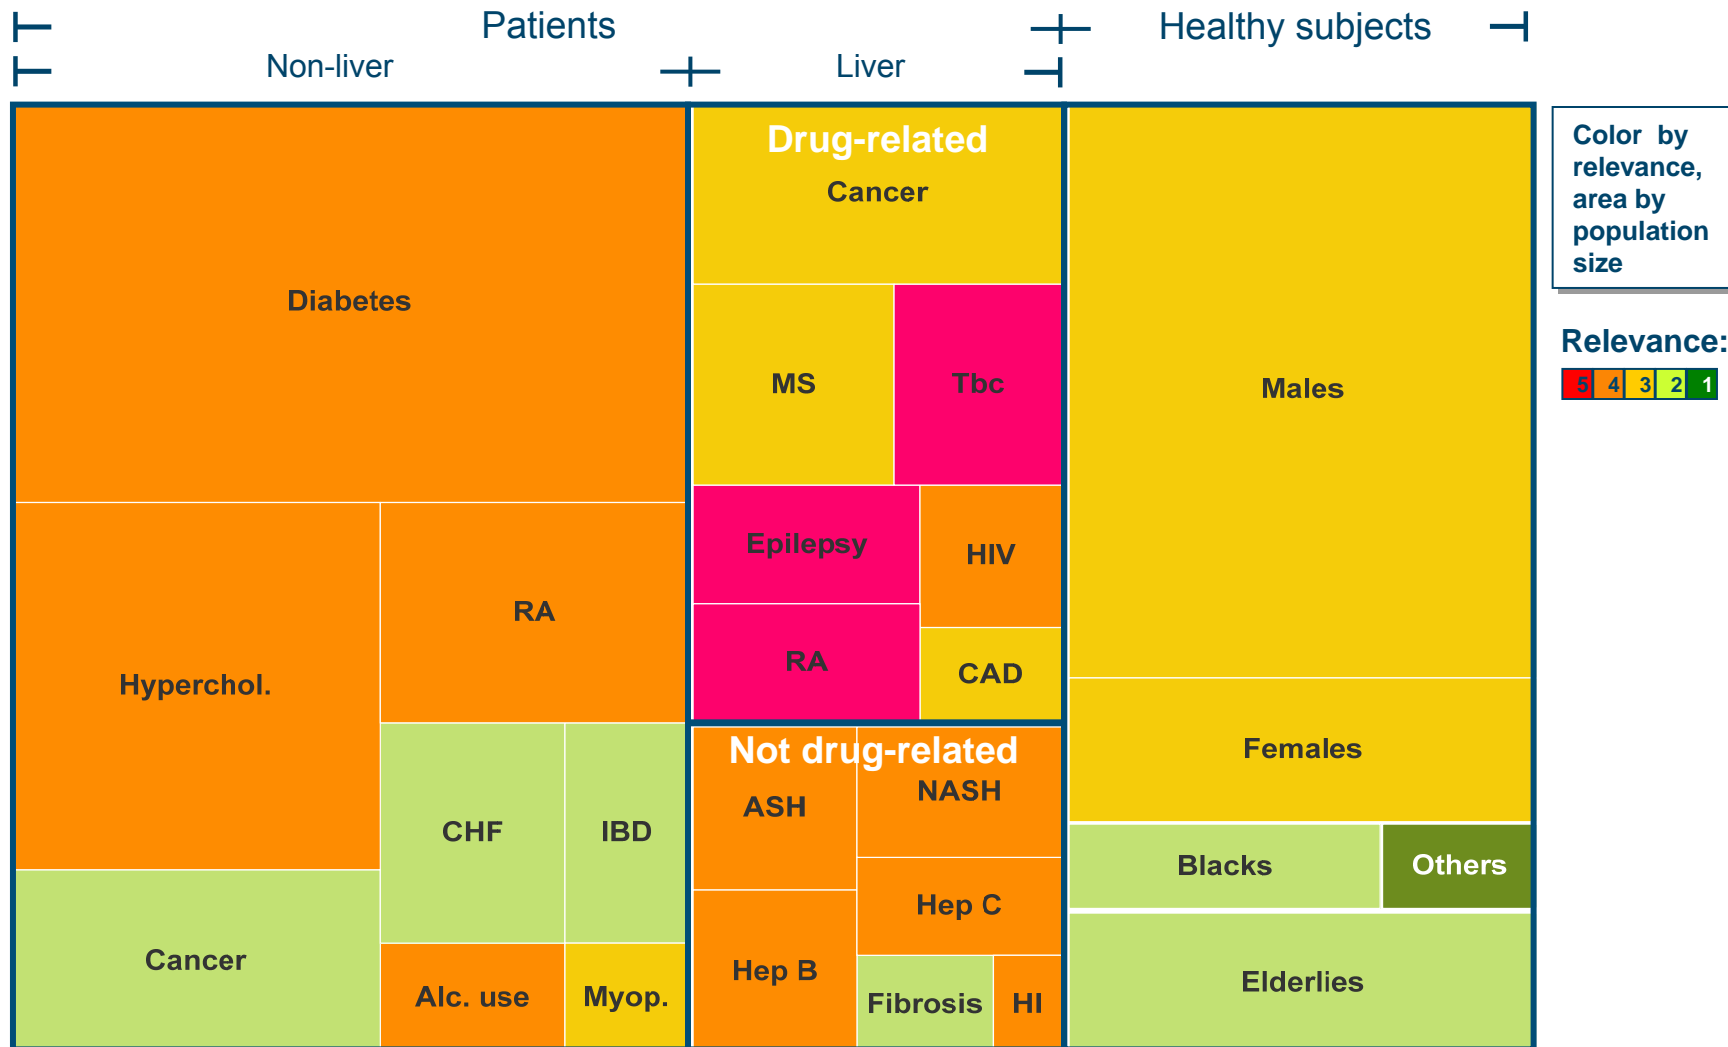 Patients
Healthy subjects
Non-liver
Liver
Diabetes
Hyperchol.
RA
CHF
IBD
Cancer
Alc. use
Myop.
Drug-related
Cancer
MS
Tbc
Epilepsy
HIV
RA
CAD
Not drug-related
ASH
NASH
Hep C
Hep B
Fibrosis
HI
Males
Females
Blacks
Others
Elderlies
Color by
relevance,
area by
population
size
Relevance:
5 4 3 2 1